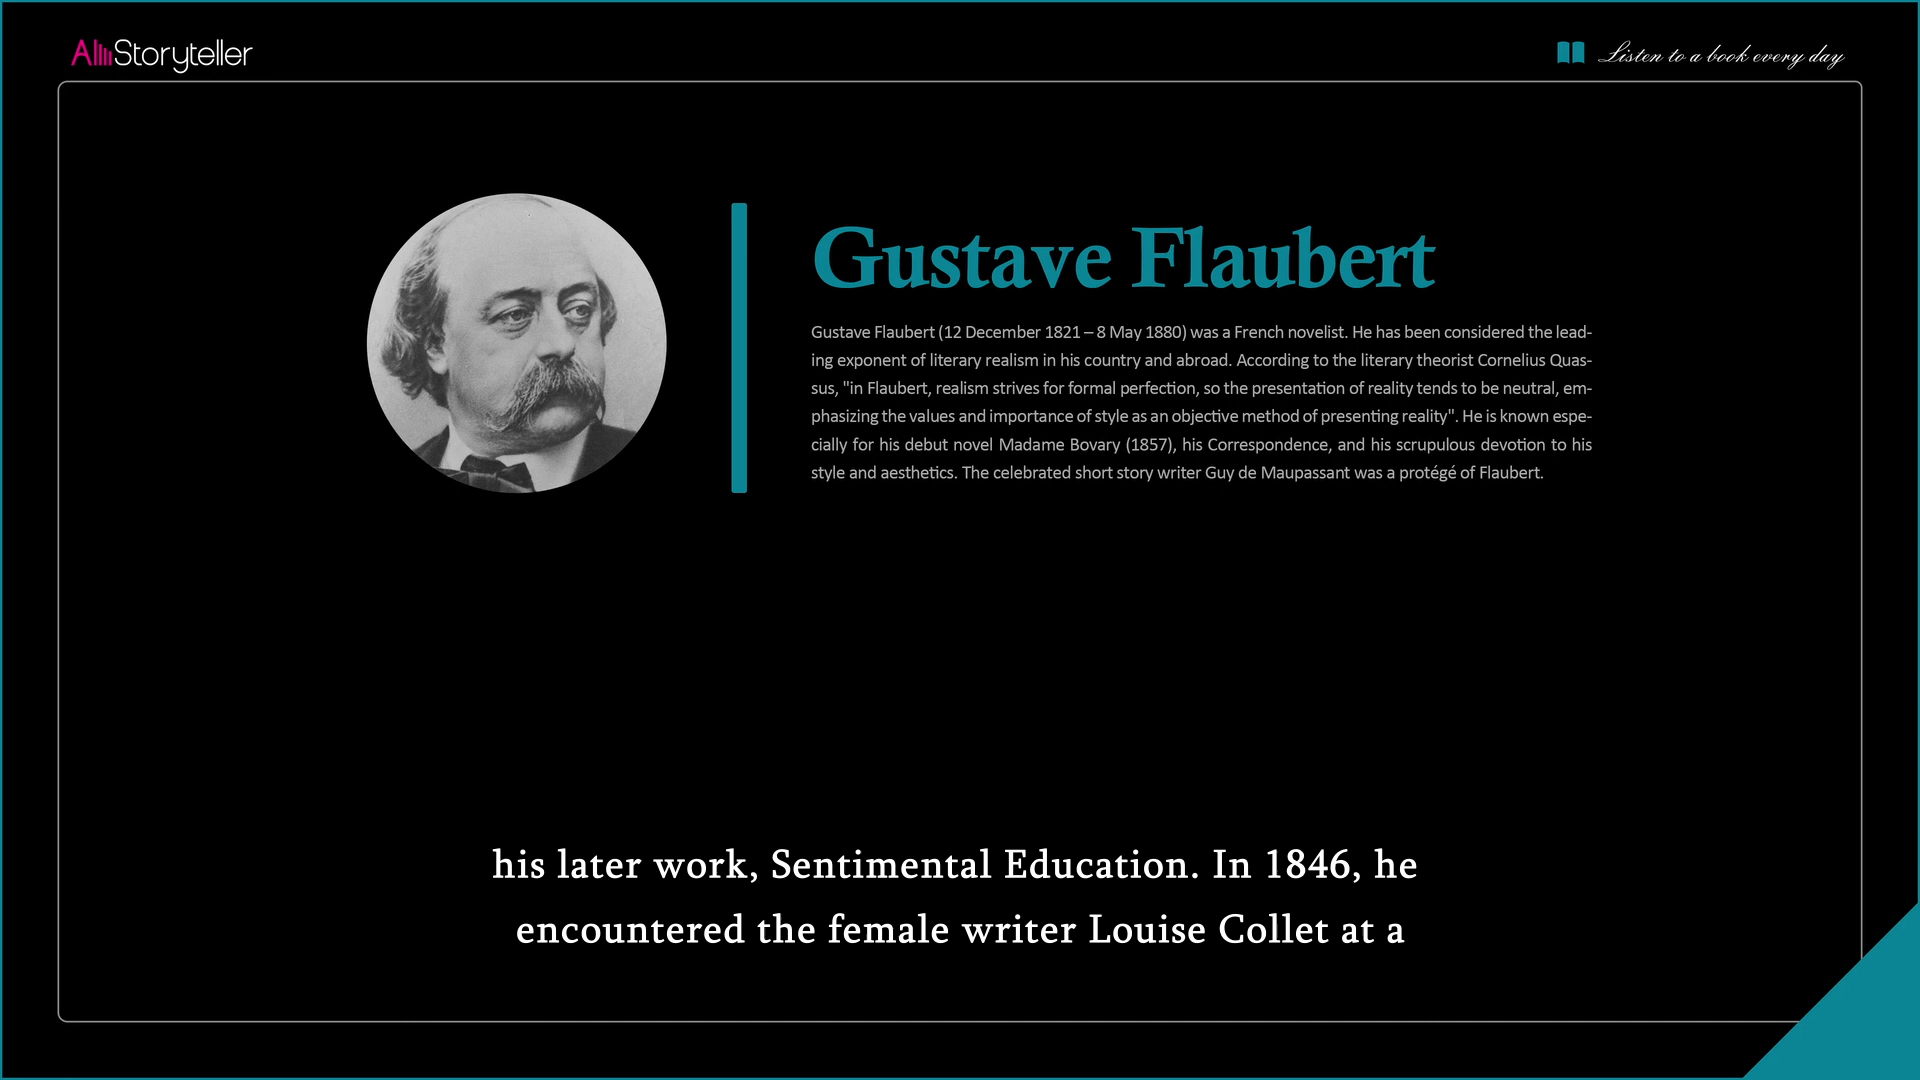 AllStoryteller
Listen to a book every day
Gustave Flaubert
Gustave Flaubert (12 December 1821 – 8 May 1880) was a French novelist. He has been considered the lead-
ing exponent of literary realism in his country and abroad. According to the literary theorist Cornelius Quas-
sus, "in Flaubert, realism strives for formal perfection, so the presentation of reality tends to be neutral, em-
phasizing the values and importance of style as an objective method of presenting reality". He is known espe-
cially for his debut novel Madame Bovary (1857), his Correspondence, and his scrupulous devotion to his
style and aesthetics. The celebrated short story writer Guy de Maupassant was a protégé of Flaubert.
his later work, Sentimental Education. In 1846, he
encountered the female writer Louise Collet at a